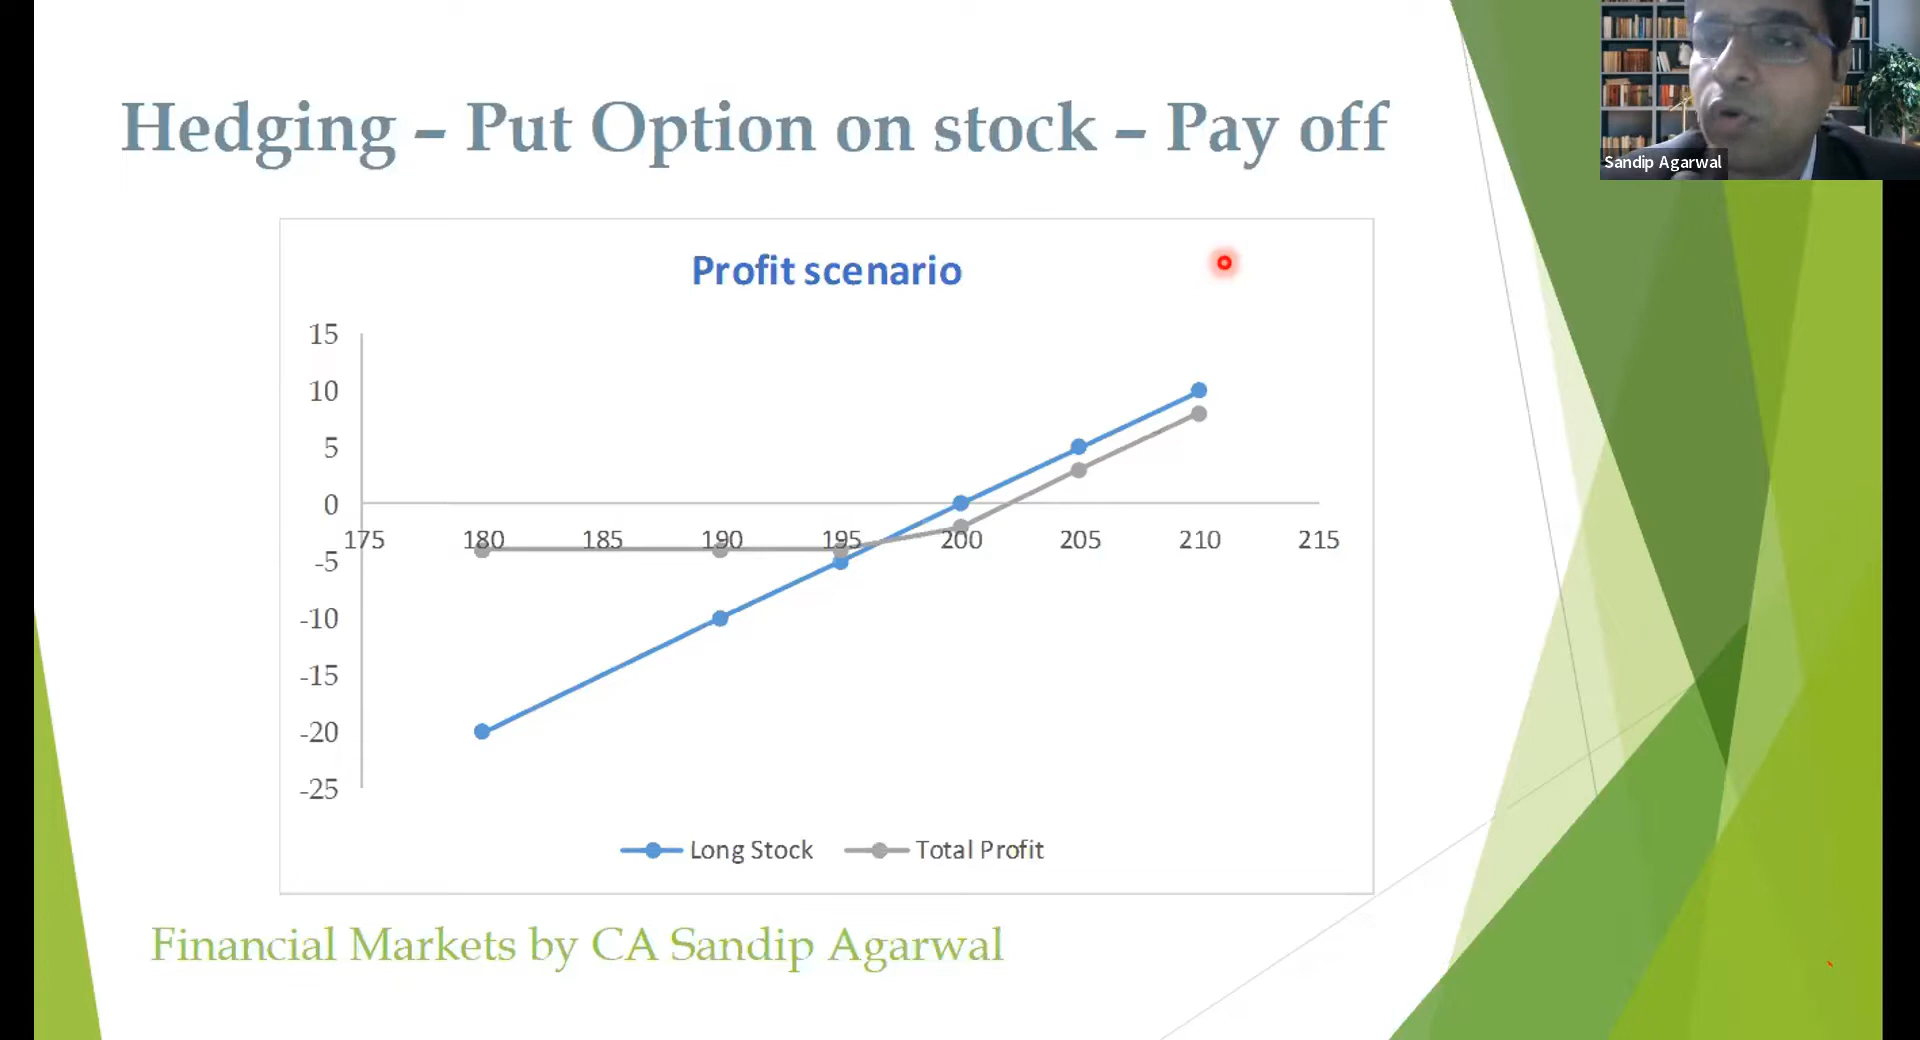 Hedging – Put Option on stock – Pay off
Sandip Agarwal
Profit scenario
15
10
5
0
175 180 185 190 195 200 205 210 215
-5
-10
-15
-20
-25
Long Stock Total Profit
Financial Markets by CA Sandip Agarwal